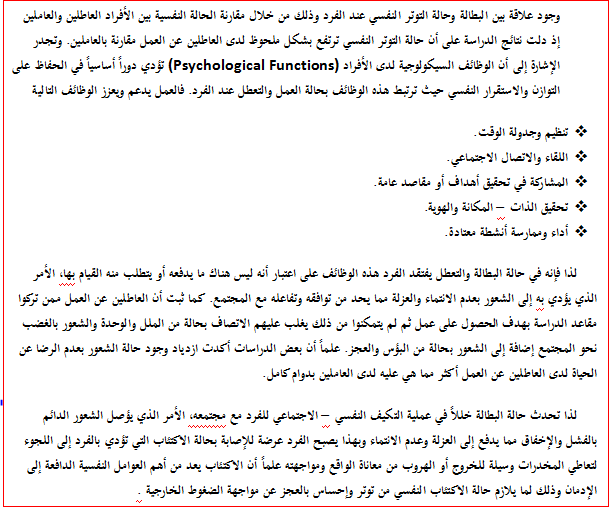 وجود علاقة بين البطالة وحالة التوتر النفسي عند الفرد وذلك من خلال مقارنة الحالة النفسية بين الأفراد العاطلين والعاملين
إذ دلت نتائج الدراسة على أن حالة التوتر النفسي ترتفع بشكل ملحوظ لدى العاطلين عن العمل مقارنة بالعاملين. وتجدر
الإشارة إلى أن الوظائف السيكولوجية لدى الأفراد (Psychological Functions) تؤدي دوراً أساسياً في الحفاظ على
التوازن والاستقرار النفسي حيث ترتبط هذه الوظائف بحالة العمل والتعطل عند الفرد. فالعمل يدعم ويعزز الوظائف التالية
❖ تنظيم وجدولة الوقت.
❖ اللقاء والاتصال الاجتماعي.
❖ المشاركة في تحقيق أهداف أو مقاصد عامة.
❖ تحقيق الذات – المكانة والهوية.
❖ أداء وممارسة أنشطة معتادة.
لذا فإنه في حالة البطالة والتعطل يفتقد الفرد هذه الوظائف على اعتبار أنه ليس هناك ما يدفعه أو يتطلب منه القيام بها، الأمر
الذي يؤدي به إلى الشعور بعدم الانتماء والعزلة مما يحد من توافقه وتفاعله مع المجتمع. كما ثبت أن العاطلين عن العمل ممن تركوا
مقاعد الدراسة بهدف الحصول على عمل ثم لم يتمكنوا من ذلك يغلب عليهم الاتصاف بحالة من الملل والوحدة والشعور بالغضب
نحو المجتمع إضافة إلى الشعور بحالة من البؤس والعجز. علماً أن بعض الدراسات أكدت ازدياد وجود حالة الشعور بعدم الرضا عن
الحياة لدى العاطلين عن العمل أكثر مما هي عليه لدى العاملين بدوام كامل.
لذا تحدث حالة البطالة خللاً في عملية التكيف النفسي – الاجتماعي للفرد مع مجتمعه، الأمر الذي يؤصل الشعور الدائم
بالفشل والإخفاق مما يدفع إلى العزلة وعدم الانتماء وبهذا يصبح الفرد عرضة للإصابة بحالة الاكتئاب التي تؤدي بالفرد إلى اللجوء
لتعاطي المخدرات وسيلة للخروج أو الهروب من معاناة الواقع ومواجهته علماً أن الاكتئاب يعد من أهم العوامل النفسية الدافعة إلى
الإدمان وذلك لما يلازم حالة الاكتئاب النفسي من توتر وإحساس بالعجز عن مواجهة الضغوط الخارجية .